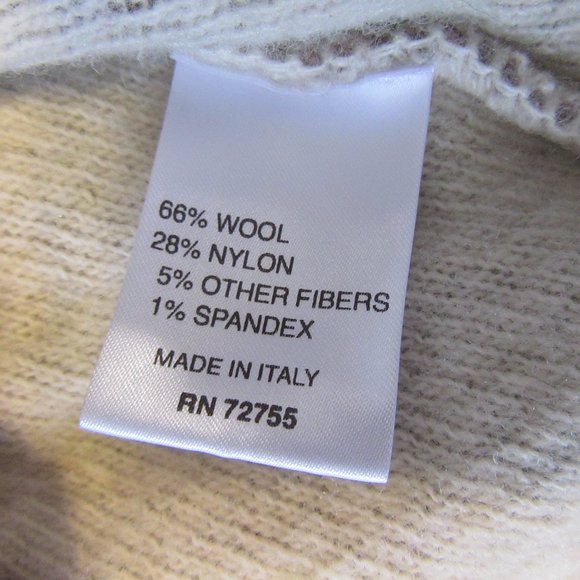 66% WOOL
28% NYLON
5% OTHER FIBERS
1% SPANDEX
MADE IN ITALY
RN 72755